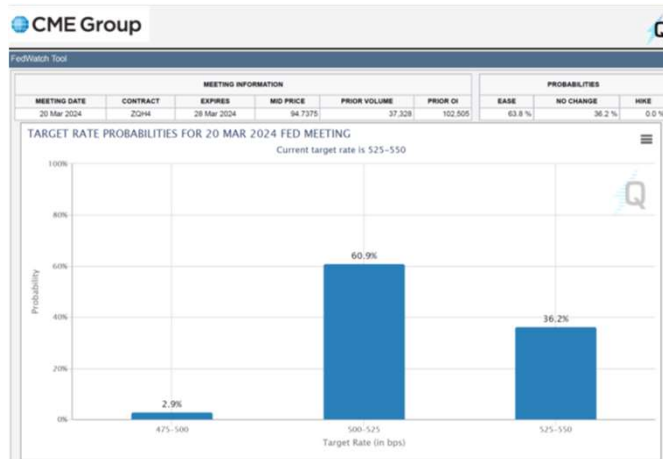 CME Group
FedWatch Tool
MEETING INFORMATION
PROBABILITIES
MEETING DATE CONTRACT EXPIRES MID PRICE PRIOR VOLUME PRIOR OI EASE NO CHANGE HIKE
20 Mar 2024 ZQH4 28 Mar 2024 94.7375 37,328 102,505 63.8 % 36.2 % 0.0 %
TARGET RATE PROBABILITIES FOR 20 MAR 2024 FED MEETING
Current target rate is 525-550
100%
80%
60%
40%
20%
0%
Probability
2.9%
60.9%
36.2%
475-500
500-525
525-550
Target Rate (in bps)
Q
Q